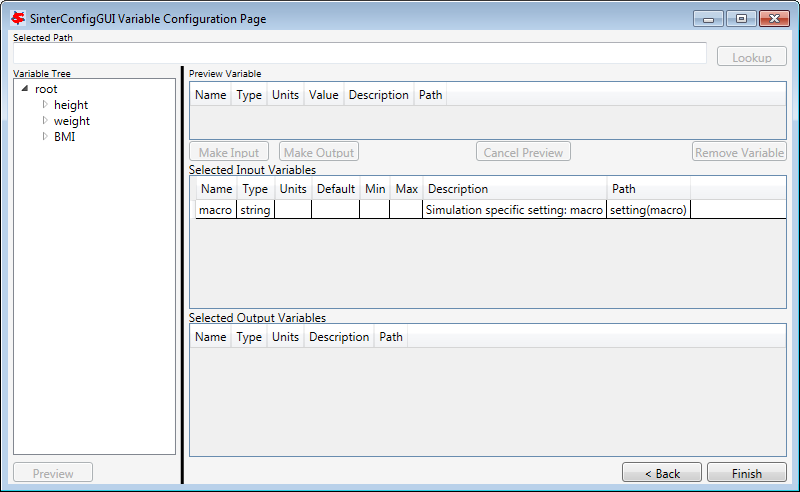 SinterConfigGUI Variable Configuration Page
Selected Path
Lookup
Variable Tree
root
height
weight
BMI
Preview
Preview Variable
Name Type Units Value Description Path
Make Input Make Output Cancel Preview Remove Variable
Selected Input Variables
Name Type Units Default Min Max Description Path
macro string Simulation specific setting: macro setting(macro)
Selected Output Variables
Name Type Units Description Path
< Back Finish